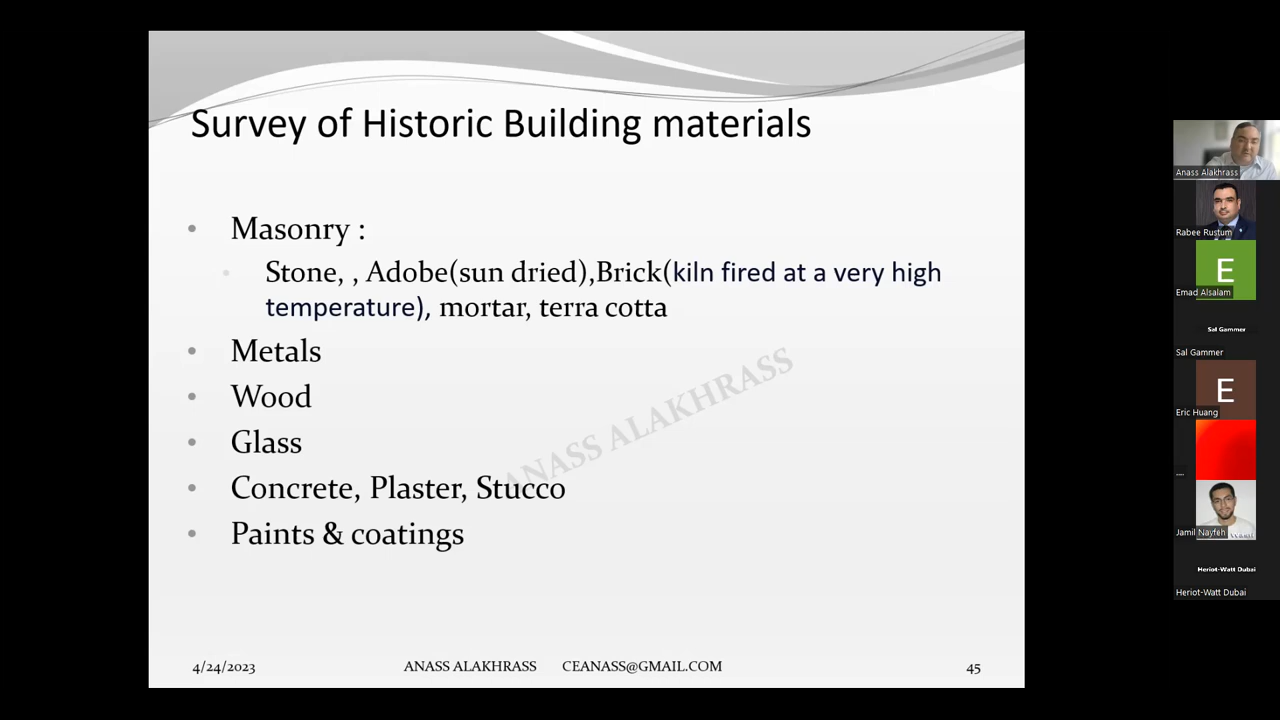 Survey of Historic Building materials
• Masonry :
• Stone, , Adobe(sun dried),Brick(kiln fired at a very high
temperature), mortar, terra cotta
• Metals
• Wood
• Glass
• Concrete, Plaster, Stucco
• Paints & coatings
ANASS ALAKHRASS
4/24/2023 ANASS ALAKHRASS CEANASS@GMAIL.COM 45
Anass Alakhrass
Rabee Rustum
E
Emad Alsalam
Sal Gammer
Sal Gammer
E
Eric Huang
....
Jamil Nayfeh
Heriot-Watt Dubai
Heriot-Watt Dubai